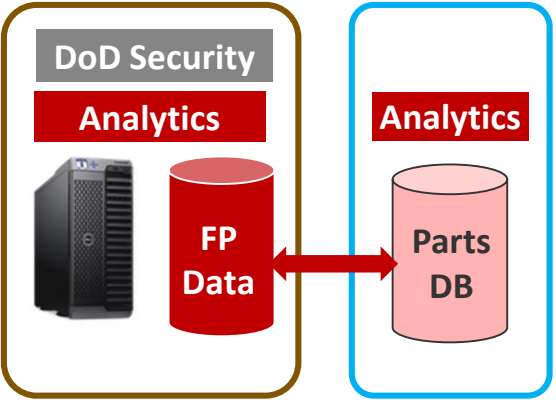 DoD Security
Analytics
FP
Data
Analytics
Parts
DB